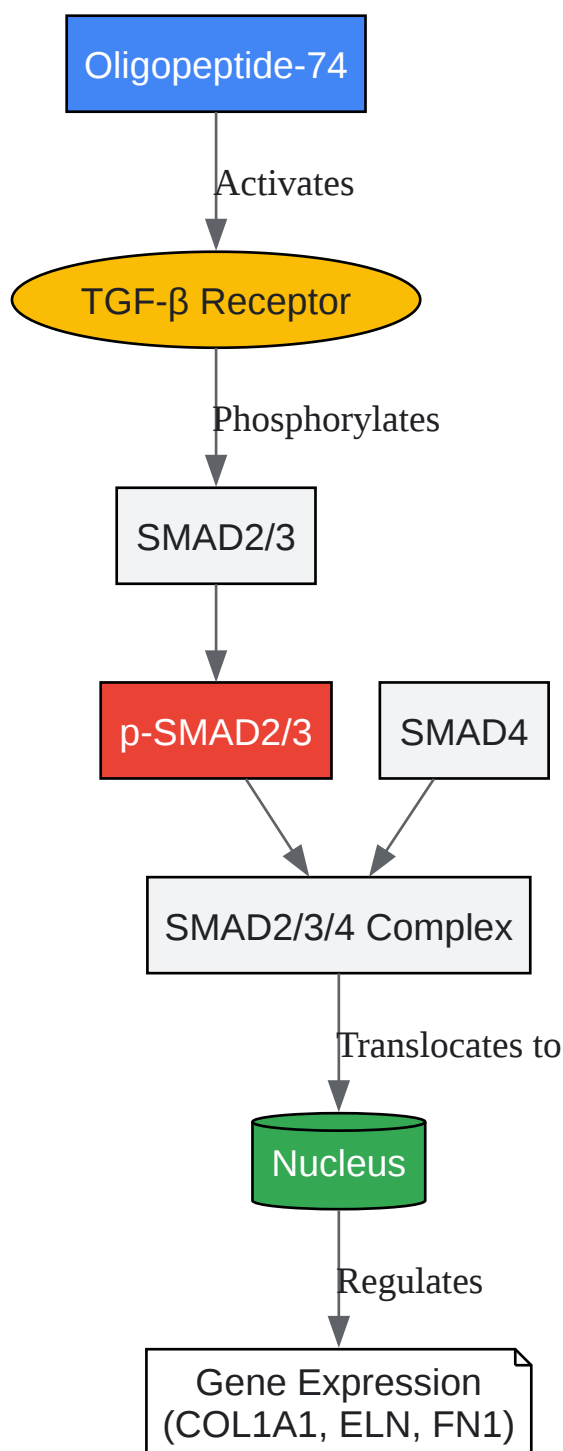 Oligopeptide-74
Activates
TGF-β Receptor
Phosphorylates
SMAD2/3
p-SMAD2/3
SMAD4
SMAD2/3/4 Complex
Translocates to
Nucleus
Regulates
Gene Expression
(COL1A1, ELN, FN1)